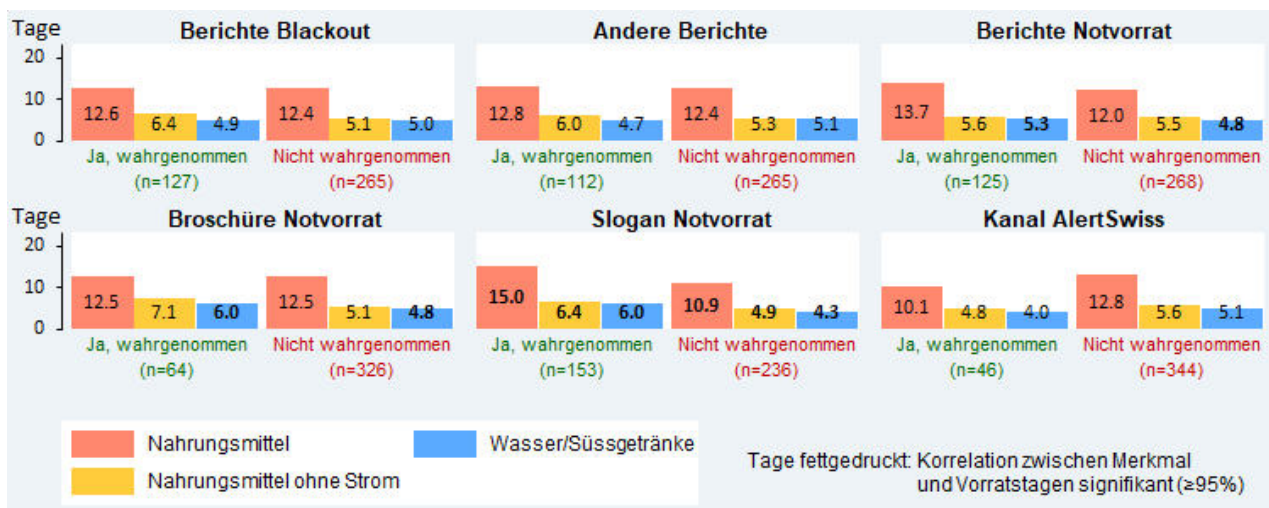 Tage
Berichte Blackout
Andere Berichte
Berichte Notvorrat
20
10
0
12.6 6.4 4.9 12.4 5.1 5.0
12.8 6.0 4.7 12.4 5.3 5.1
13.7 5.6 5.3 12.0 5.5 4.8
Ja, wahrgenommen Nicht wahrgenommen
(n=127) (n=265)
Ja, wahrgenommen Nicht wahrgenommen
(n=112) (n=265)
Ja, wahrgenommen Nicht wahrgenommen
(n=125) (n=268)
Tage
Broschüre Notvorrat
Slogan Notvorrat
Kanal AlertSwiss
20
10
0
12.5 7.1 6.0 12.5 5.1 4.8
15.0 6.4 6.0 10.9 4.9 4.3
10.1 4.8 4.0 12.8 5.6 5.1
Ja, wahrgenommen Nicht wahrgenommen
(n=64) (n=326)
Ja, wahrgenommen Nicht wahrgenommen
(n=153) (n=236)
Ja, wahrgenommen Nicht wahrgenommen
(n=46) (n=344)
Nahrungsmittel
Wasser/Süssgetränke
Nahrungsmittel ohne Strom
Tage fettgedruckt: Korrelation zwischen Merkmal
und Vorratstagen signifikant (≥95%)